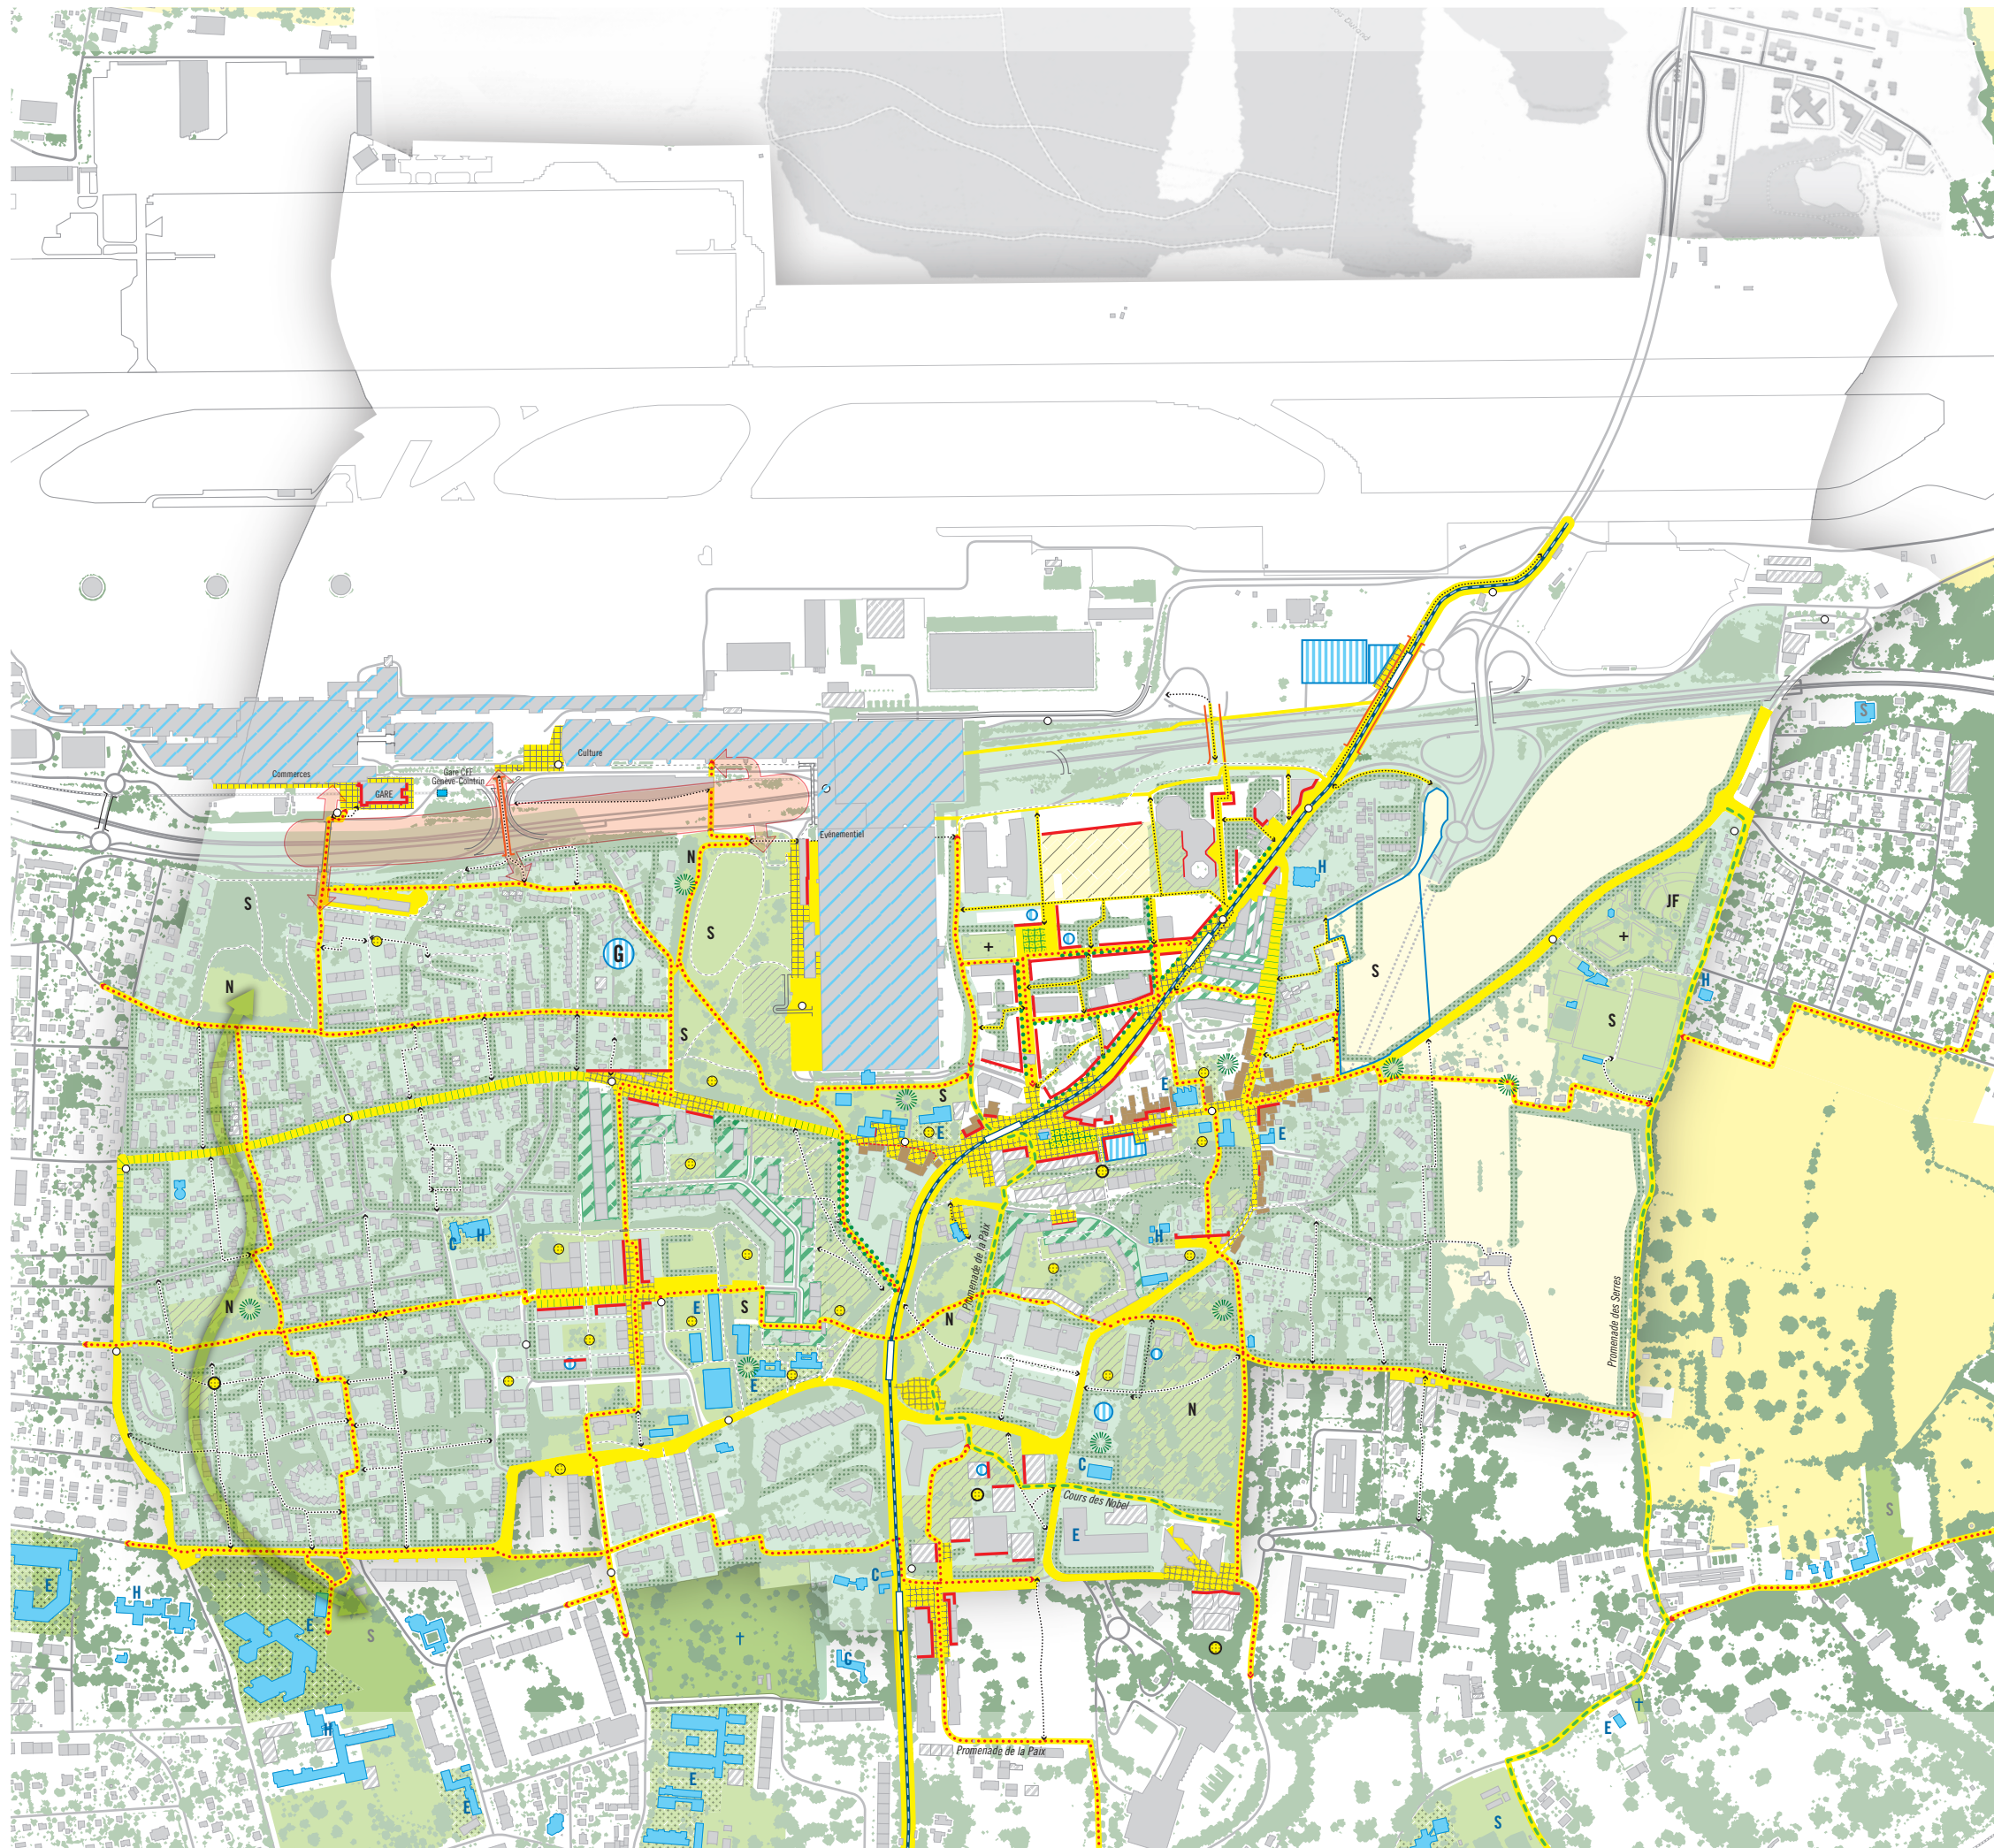 S
Commerces
Culture
Gare CFF
Genève-Cointrin
GARE
Evénementiel
N
H
S
JF
S
+
G
+
N
S
H
S
S
S
E
E
E
C
H
H
Promenade de la Paix
N
E
S
N
Promenade des Serres
E
N
C
Cours des Nobel
S
E
E
H
C
E
S
†
C
†
E
H
Promenade de la Paix
E
E
S